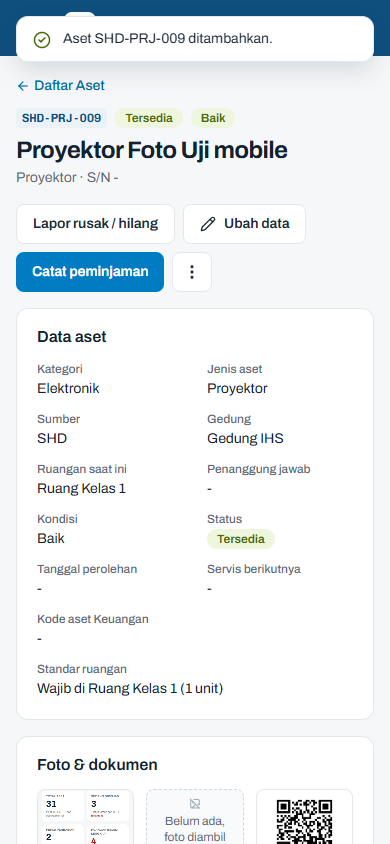 Aset SHD-PRJ-009 ditambahkan.
← Daftar Aset
SHD-PRJ-009 Tersedia Baik
Proyektor Foto Uji mobile
Proyektor · S/N -
Lapor rusak / hilang Ubah data
Catat peminjaman
Data aset
Kategori Jenis aset
Elektronik Proyektor
Sumber Gedung
SHD Gedung IHS
Ruangan saat ini Penanggung jawab
Ruang Kelas 1 -
Kondisi Status
Baik Tersedia
Tanggal perolehan Servis berikutnya
- -
Kode aset Keuangan
-
Standar ruangan
Wajib di Ruang Kelas 1 (1 unit)
Foto & dokumen
31 3
Belum ada,
foto diambil
2 4